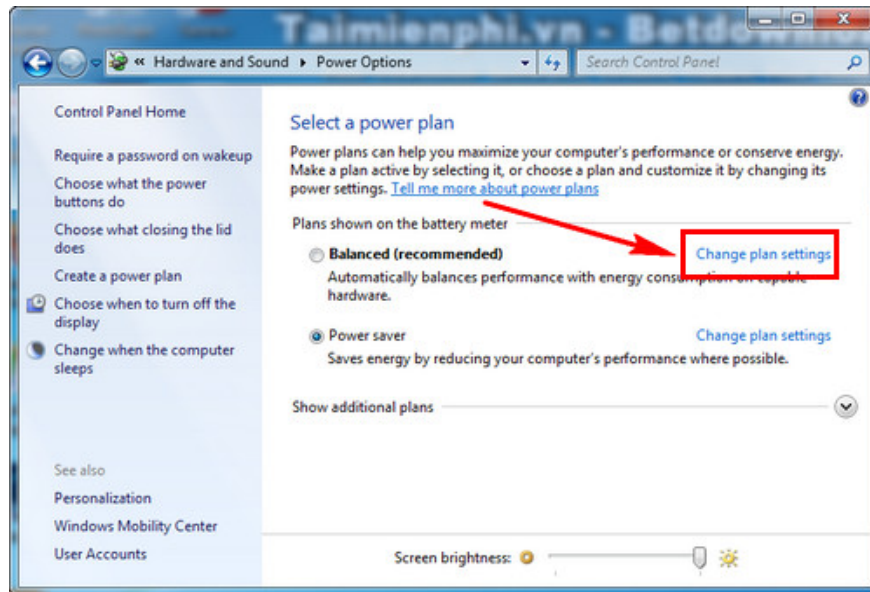 Taimienphi.vn - Betdownload
« Hardware and Sound ▸ Power Options
Search Control Panel
Control Panel Home
Require a password on wakeup
Choose what the power
buttons do
Choose what closing the lid
does
Create a power plan
Choose when to turn off the
display
Change when the computer
sleeps
See also
Personalization
Windows Mobility Center
User Accounts
Select a power plan
Power plans can help you maximize your computer's performance or conserve energy.
Make a plan active by selecting it, or choose a plan and customize it by changing its
power settings. Tell me more about power plans
Plans shown on the battery meter
Balanced (recommended) Change plan settings
Automatically balances performance with energy consumption on capable
hardware.
Power saver Change plan settings
Saves energy by reducing your computer's performance where possible.
Show additional plans
Screen brightness: